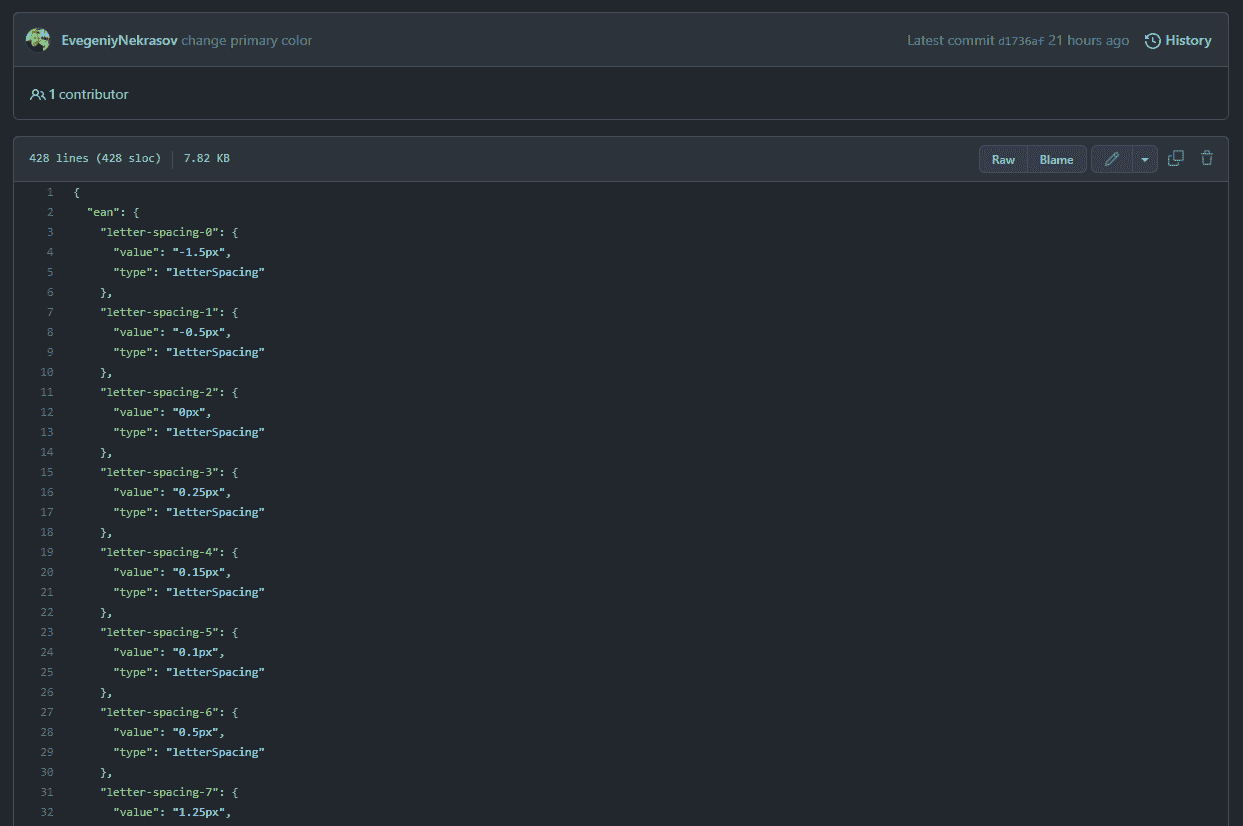 EvegeniyNekrasov change primary color Latest commit d1736af 21 hours ago History
1 contributor
428 lines (428 sloc) 7.82 KB Raw Blame
1 {
2 "ean": {
3 "letter-spacing-0": {
4 "value": "-1.5px",
5 "type": "letterSpacing"
6 },
7 "letter-spacing-1": {
8 "value": "-0.5px",
9 "type": "letterSpacing"
10 },
11 "letter-spacing-2": {
12 "value": "0px",
13 "type": "letterSpacing"
14 },
15 "letter-spacing-3": {
16 "value": "0.25px",
17 "type": "letterSpacing"
18 },
19 "letter-spacing-4": {
20 "value": "0.15px",
21 "type": "letterSpacing"
22 },
23 "letter-spacing-5": {
24 "value": "0.1px",
25 "type": "letterSpacing"
26 },
27 "letter-spacing-6": {
28 "value": "0.5px",
29 "type": "letterSpacing"
30 },
31 "letter-spacing-7": {
32 "value": "1.25px",